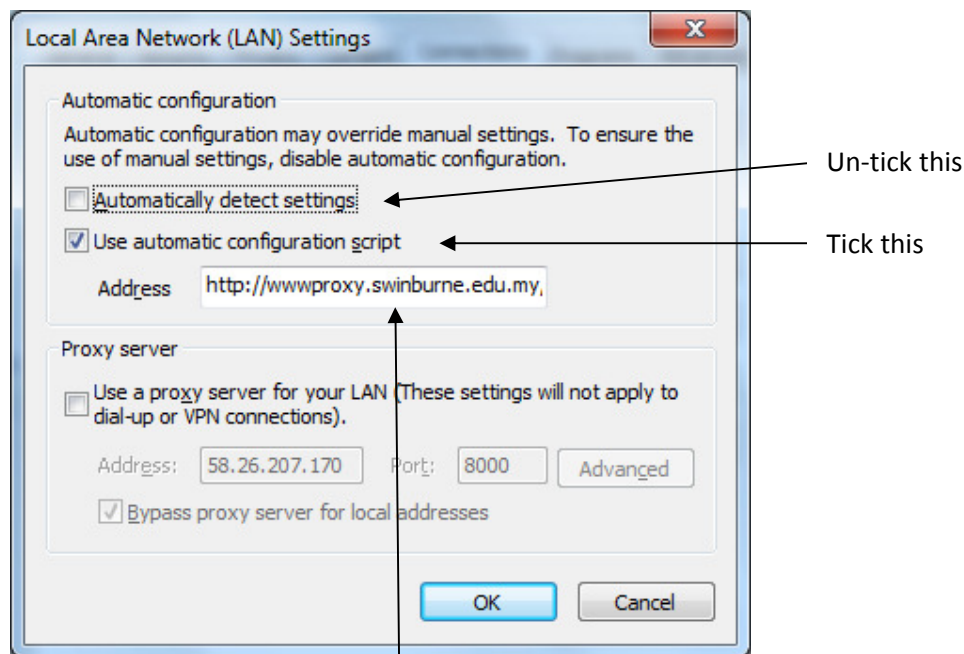 Local Area Network (LAN) Settings
Automatic configuration
Automatic configuration may override manual settings. To ensure the
use of manual settings, disable automatic configuration.
Un-tick this
Automatically detect settings
Use automatic configuration script
Tick this
Address http://wwwproxy.swinburne.edu.my,
Proxy server
Use a proxy server for your LAN (These settings will not apply to
dial-up or VPN connections).
Address: 58.26.207.170 Port: 8000 Advanced
Bypass proxy server for local addresses
OK Cancel